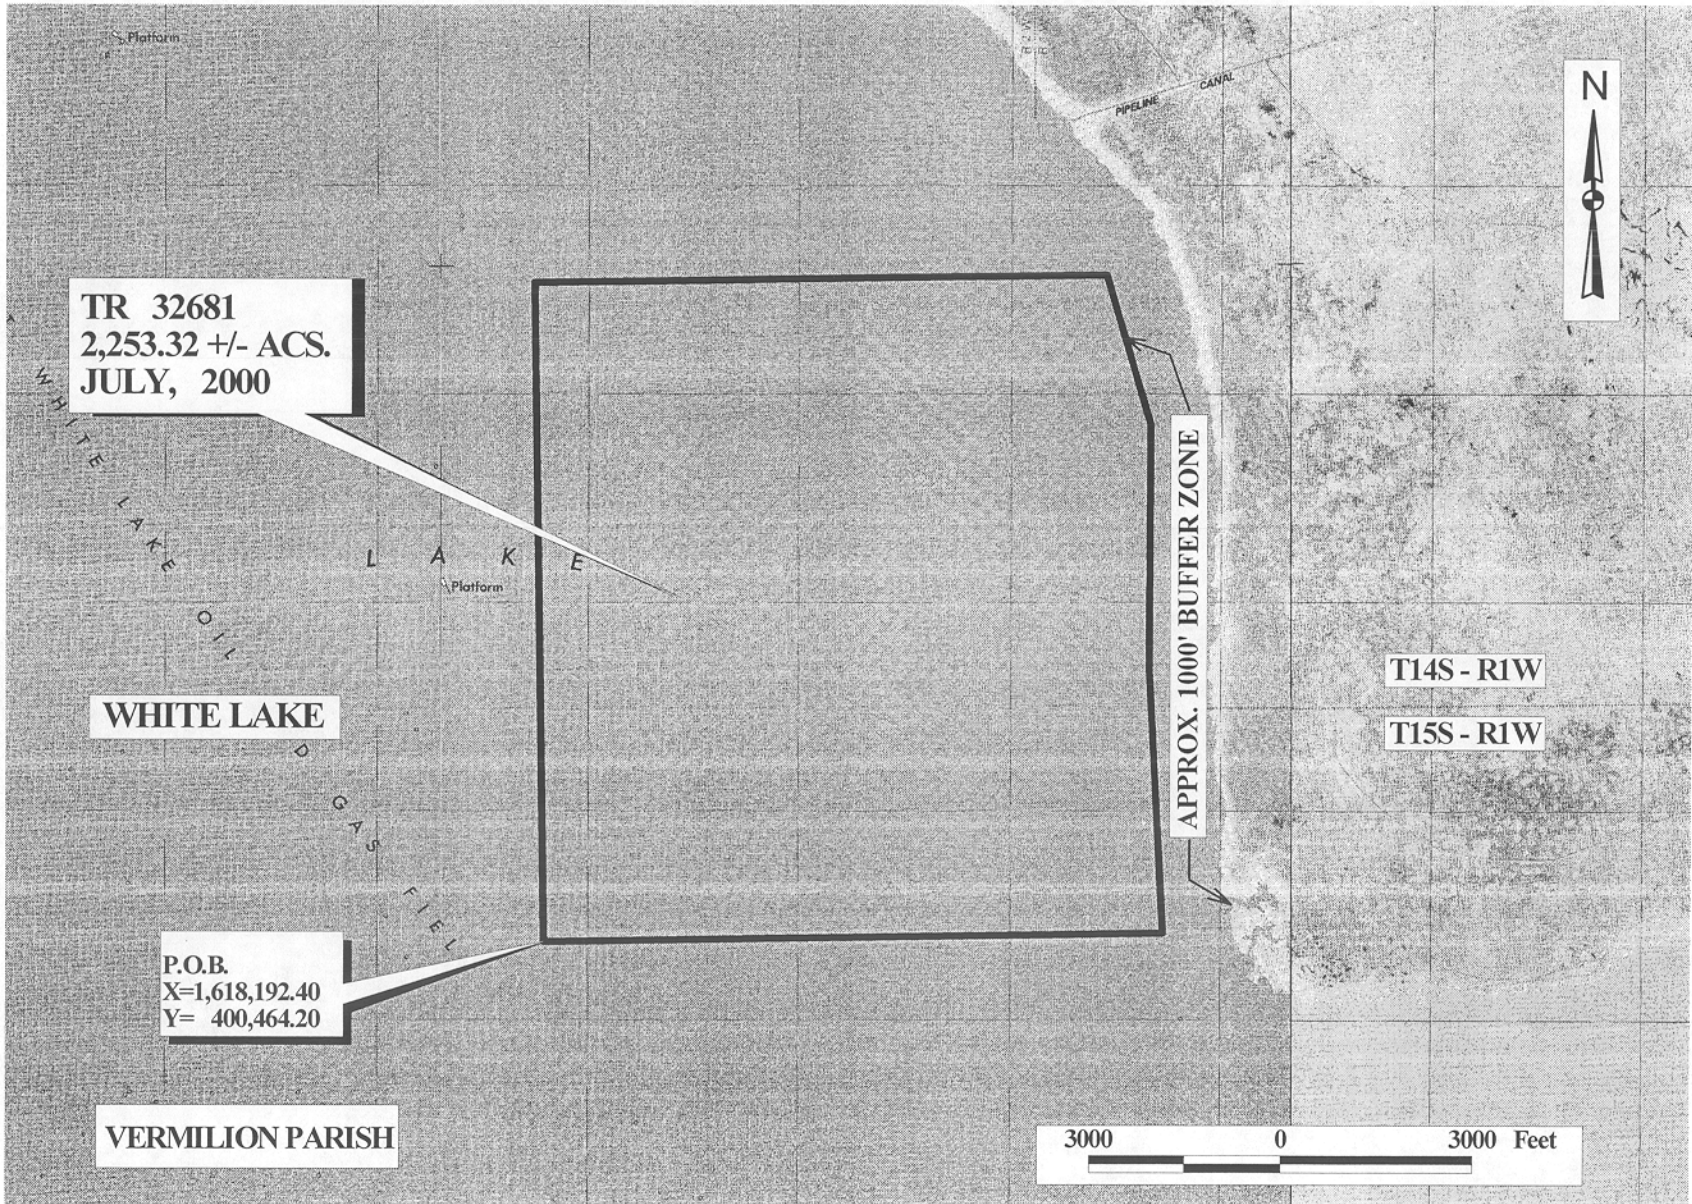 Platform
PIPELINE CANAL
N
TR 32681
2,253.32 +/- ACS.
JULY, 2000
WHITE LAKE OIL
D GAS FIEL
L A K E
Platform
APPROX. 1000' BUFFER ZONE
T14S - R1W
T15S - R1W
WHITE LAKE
P.O.B.
X=1,618,192.40
Y= 400,464.20
VERMILION PARISH
3000 0 3000 Feet